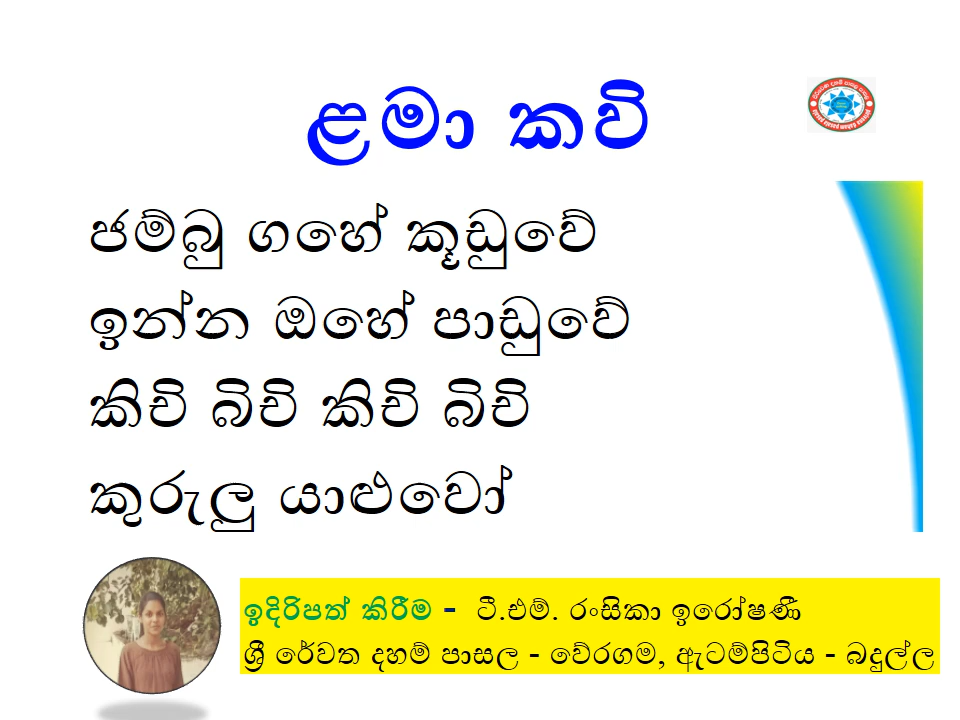 ළමා කවි
ජම්බු ගහේ කූඩුවේ
ඉන්න ඔහේ පාඩුවේ
කිචි බිචි කිචි බිචි
කුරුලු යාළුවෝ
ඉදිරිපත් කිරීම - ටී.එම්. රංසිකා ඉරෝෂණී
ශ්‍රී රේවත දහම් පාසල - වේරගම, ඇටම්පිටිය - බදුල්ල